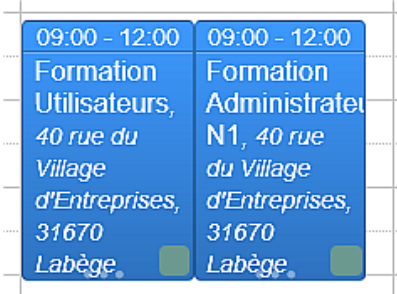 09:00 - 12:00
Formation
Utilisateurs,
40 rue du
Village
d'Entreprises,
31670
Labège
09:00 - 12:00
Formation
Administrateu
N1, 40 rue
du Village
d'Entreprises,
31670
Labège